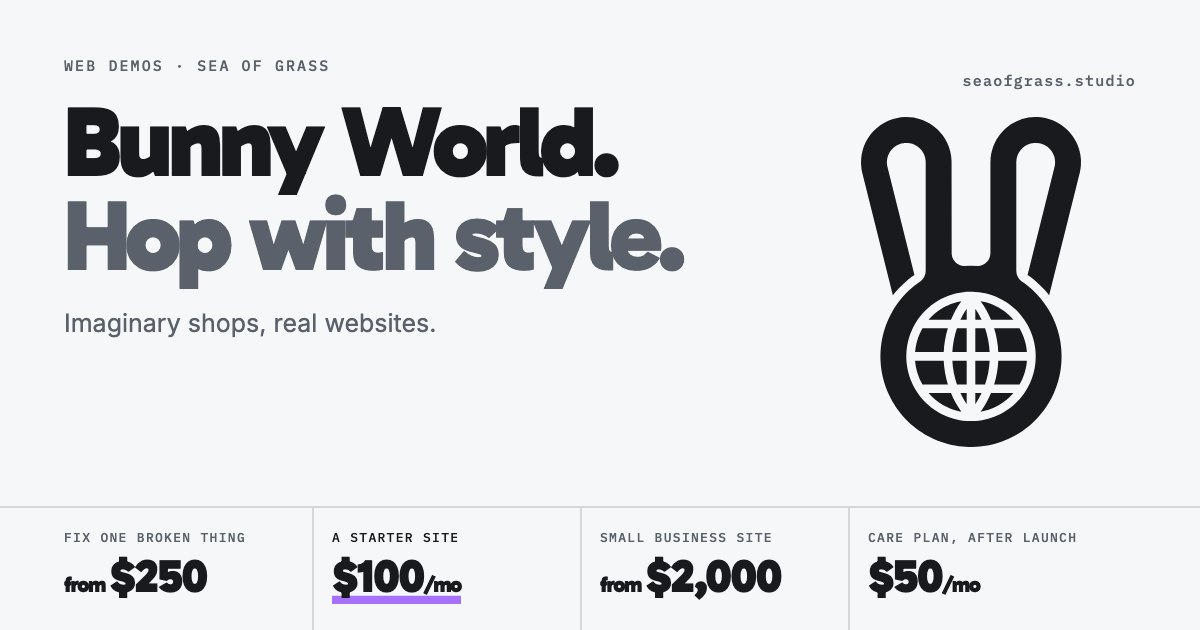 WEB DEMOS · SEA OF GRASS
seaofgrass.studio
Bunny World.
Hop with style.
Imaginary shops, real websites.
FIX ONE BROKEN THING
from $250
A STARTER SITE
$100/mo
SMALL BUSINESS SITE
from $2,000
CARE PLAN, AFTER LAUNCH
$50/mo